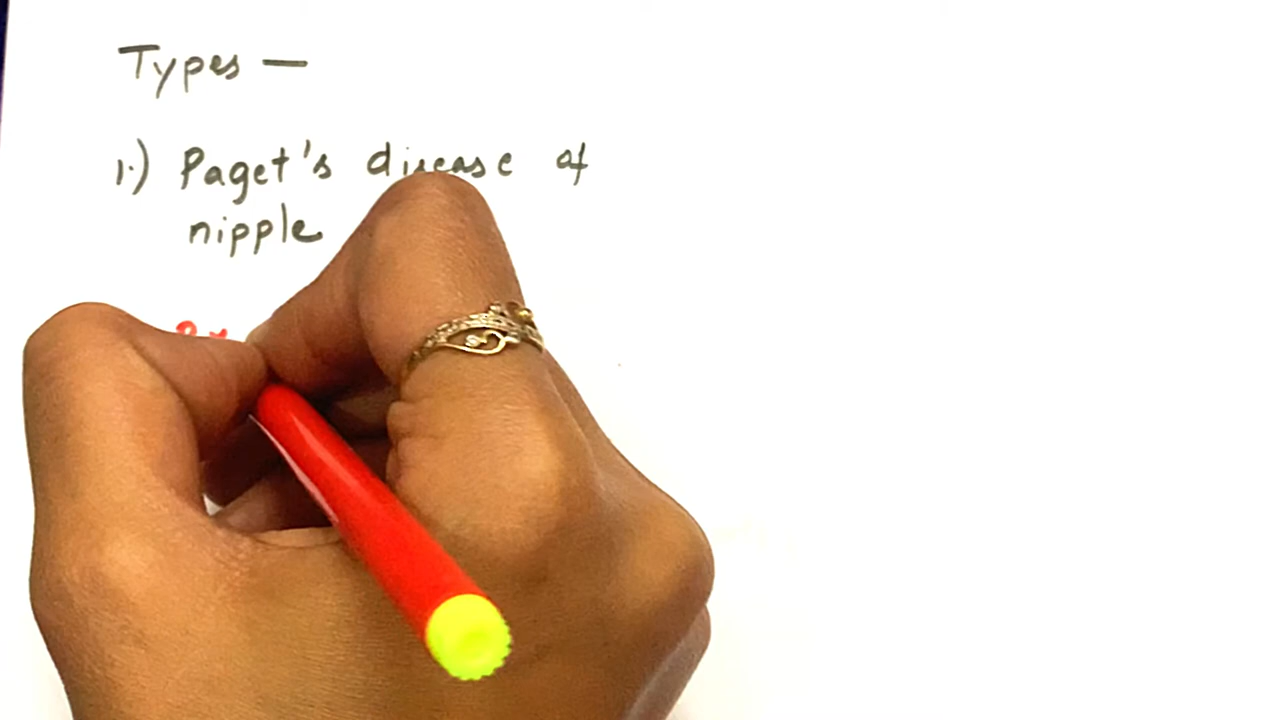 Types —
1.) Paget's disease of
nipple